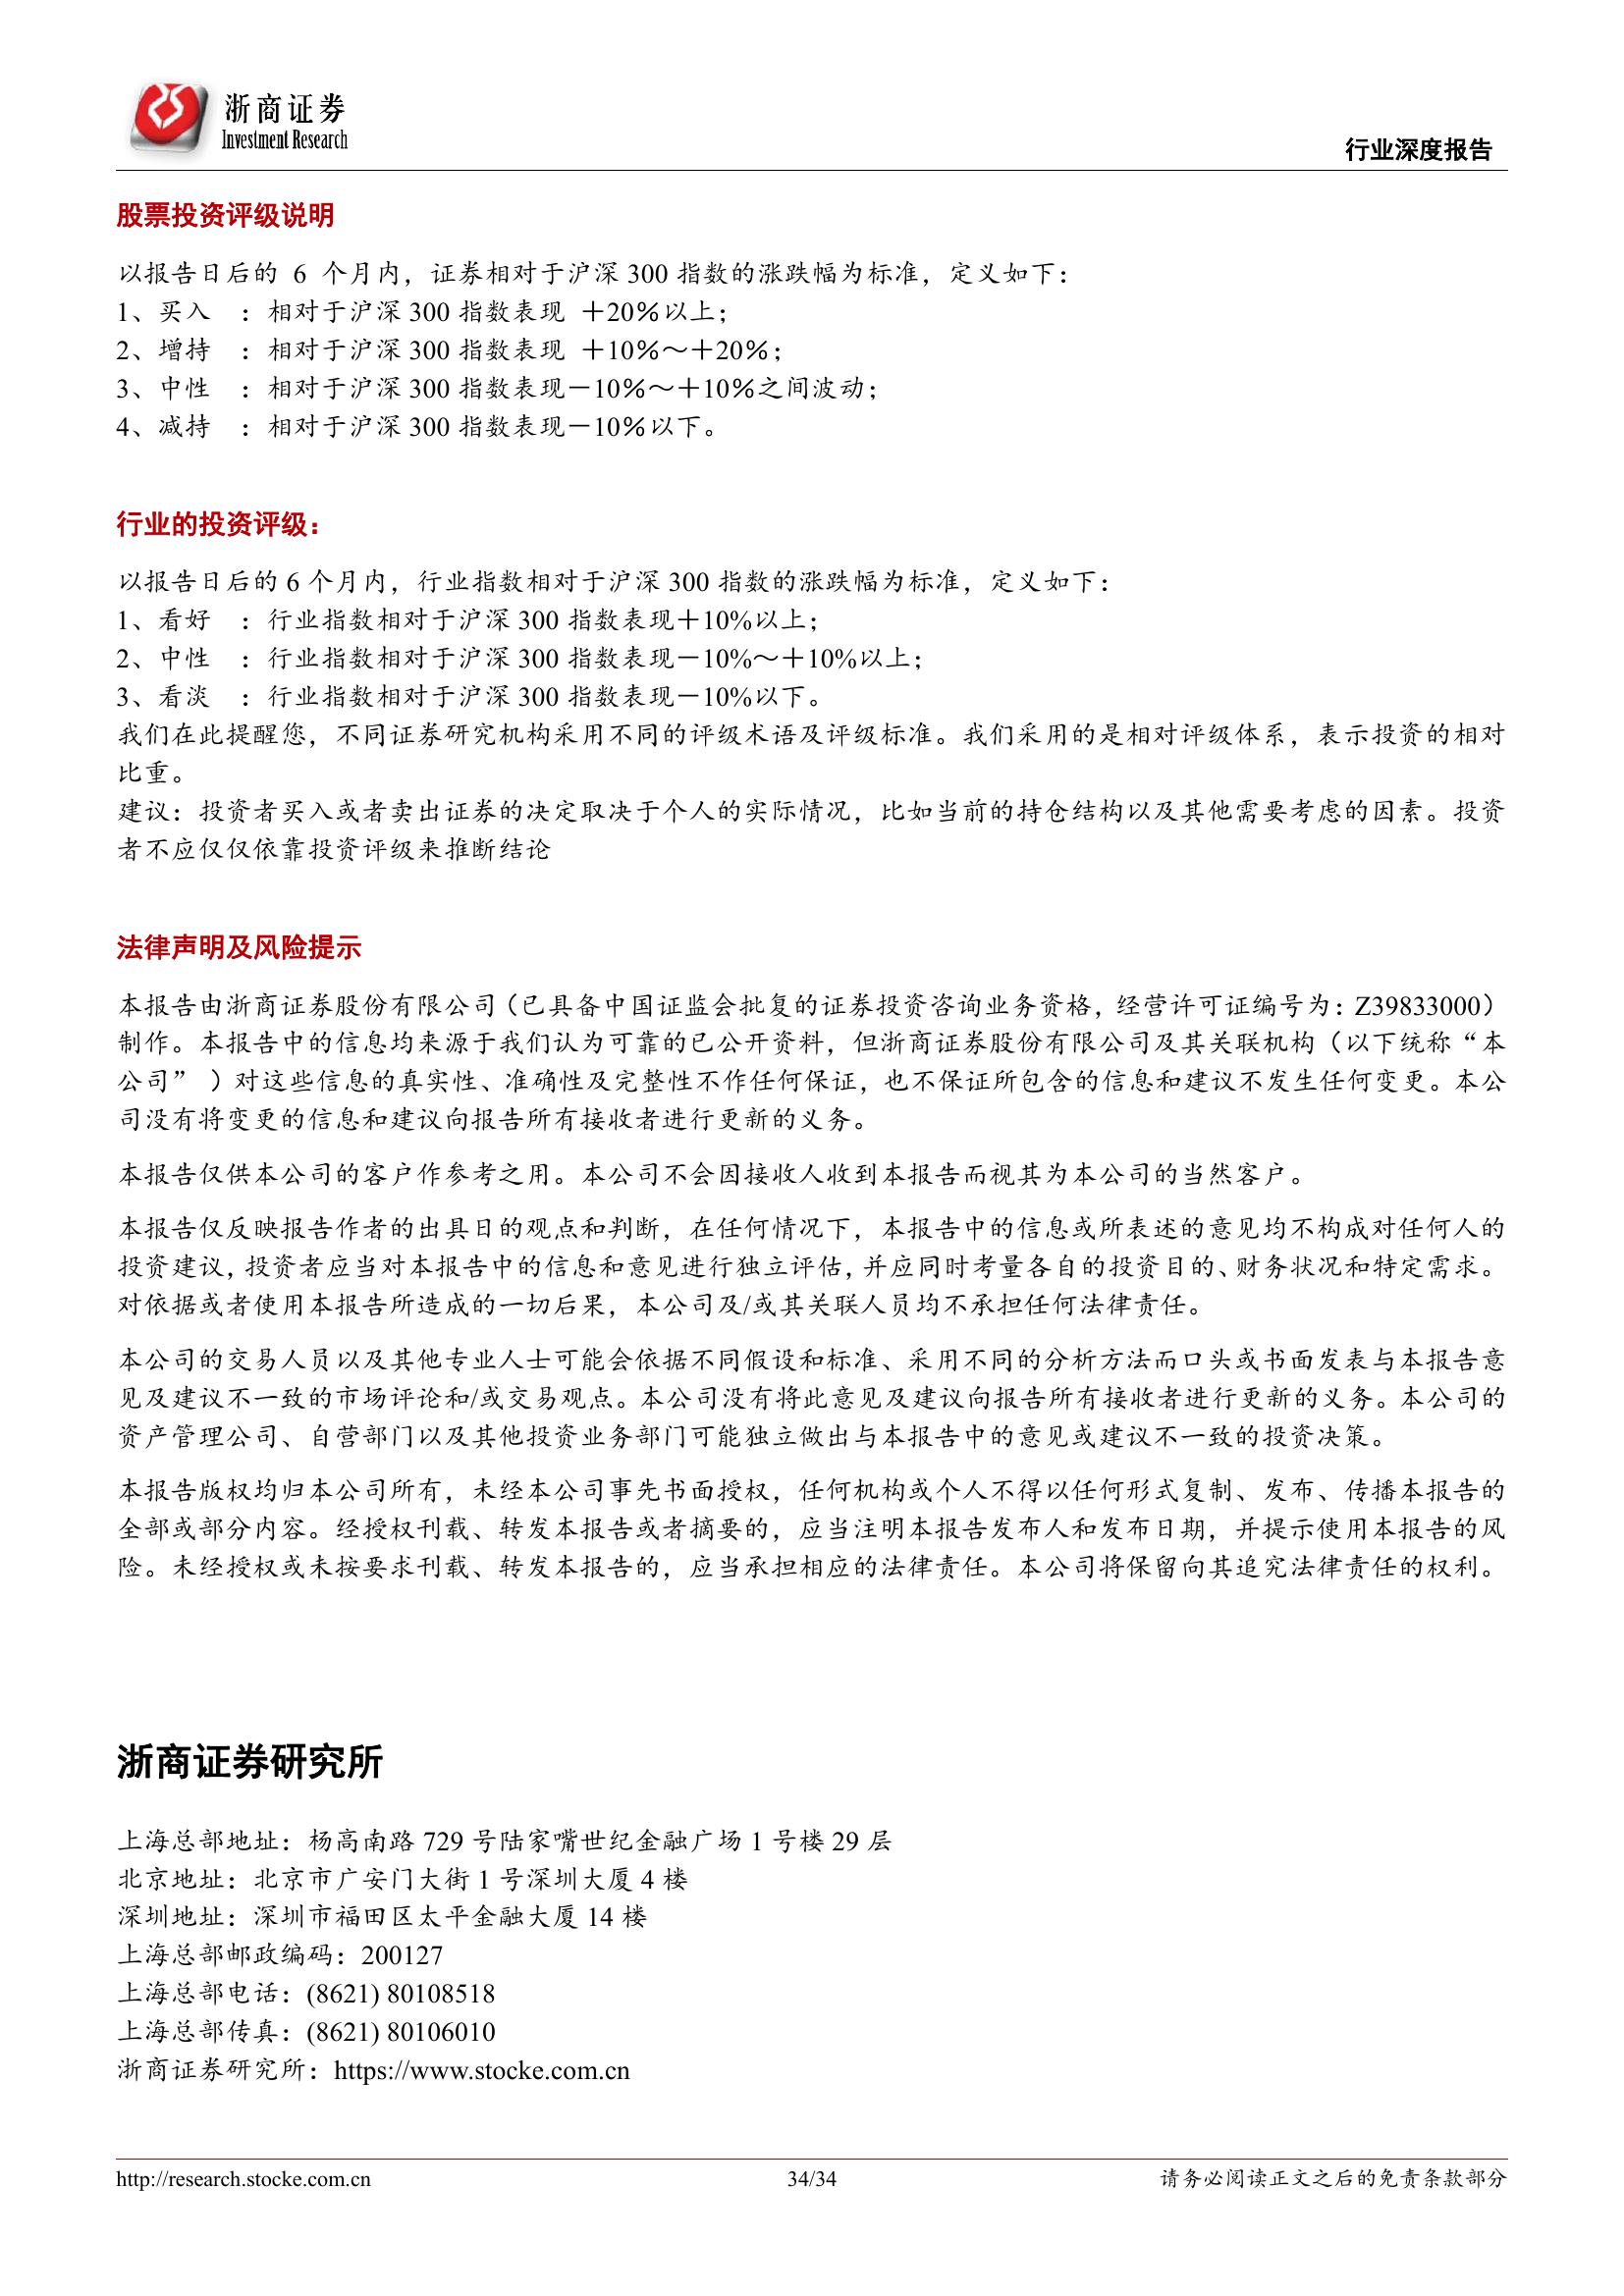 浙商证券
Investment Research
行业深度报告
股票投资评级说明
以报告日后的 6 个月内，证券相对于沪深 300 指数的涨跌幅为标准，定义如下：
1、买入 ：相对于沪深 300 指数表现 ＋20％以上；
2、增持 ：相对于沪深 300 指数表现 ＋10％～＋20％；
3、中性 ：相对于沪深 300 指数表现－10％～＋10％之间波动；
4、减持 ：相对于沪深 300 指数表现－10％以下。
行业的投资评级：
以报告日后的 6 个月内，行业指数相对于沪深 300 指数的涨跌幅为标准，定义如下：
1、看好 ：行业指数相对于沪深 300 指数表现＋10%以上；
2、中性 ：行业指数相对于沪深 300 指数表现－10%～＋10%以上；
3、看淡 ：行业指数相对于沪深 300 指数表现－10%以下。
我们在此提醒您，不同证券研究机构采用不同的评级术语及评级标准。我们采用的是相对评级体系，表示投资的相对
比重。
建议：投资者买入或者卖出证券的决定取决于个人的实际情况，比如当前的持仓结构以及其他需要考虑的因素。投资
者不应仅仅依靠投资评级来推断结论
法律声明及风险提示
本报告由浙商证券股份有限公司（已具备中国证监会批复的证券投资咨询业务资格，经营许可证编号为：Z39833000）
制作。本报告中的信息均来源于我们认为可靠的已公开资料，但浙商证券股份有限公司及其关联机构（以下统称“本
公司” ）对这些信息的真实性、准确性及完整性不作任何保证，也不保证所包含的信息和建议不发生任何变更。本公
司没有将变更的信息和建议向报告所有接收者进行更新的义务。
本报告仅供本公司的客户作参考之用。本公司不会因接收人收到本报告而视其为本公司的当然客户。
本报告仅反映报告作者的出具日的观点和判断，在任何情况下，本报告中的信息或所表述的意见均不构成对任何人的
投资建议，投资者应当对本报告中的信息和意见进行独立评估，并应同时考量各自的投资目的、财务状况和特定需求。
对依据或者使用本报告所造成的一切后果，本公司及/或其关联人员均不承担任何法律责任。
本公司的交易人员以及其他专业人士可能会依据不同假设和标准、采用不同的分析方法而口头或书面发表与本报告意
见及建议不一致的市场评论和/或交易观点。本公司没有将此意见及建议向报告所有接收者进行更新的义务。本公司的
资产管理公司、自营部门以及其他投资业务部门可能独立做出与本报告中的意见或建议不一致的投资决策。
本报告版权均归本公司所有，未经本公司事先书面授权，任何机构或个人不得以任何形式复制、发布、传播本报告的
全部或部分内容。经授权刊载、转发本报告或者摘要的，应当注明本报告发布人和发布日期，并提示使用本报告的风
险。未经授权或未按要求刊载、转发本报告的，应当承担相应的法律责任。本公司将保留向其追究法律责任的权利。
浙商证券研究所
上海总部地址：杨高南路 729 号陆家嘴世纪金融广场 1 号楼 29 层
北京地址：北京市广安门大街 1 号深圳大厦 4 楼
深圳地址：深圳市福田区太平金融大厦 14 楼
上海总部邮政编码：200127
上海总部电话：(8621) 80108518
上海总部传真：(8621) 80106010
浙商证券研究所：https://www.stocke.com.cn
http://research.stocke.com.cn
34/34
请务必阅读正文之后的免责条款部分